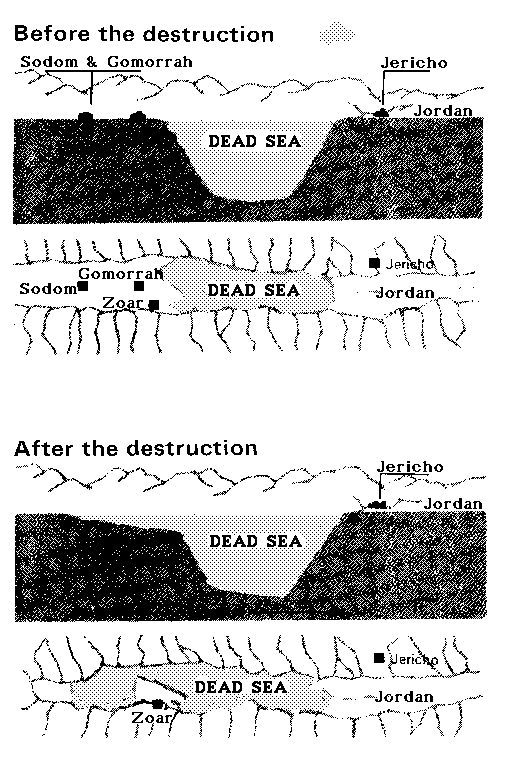 Before the destruction
Sodom & Gomorrah
Jericho
Jordan
DEAD SEA
Gomorrah
Jericho
Sodom
DEAD SEA
Jordan
Zoar
After the destruction
Jericho
Jordan
DEAD SEA
Jericho
DEAD SEA
Jordan
Zoar